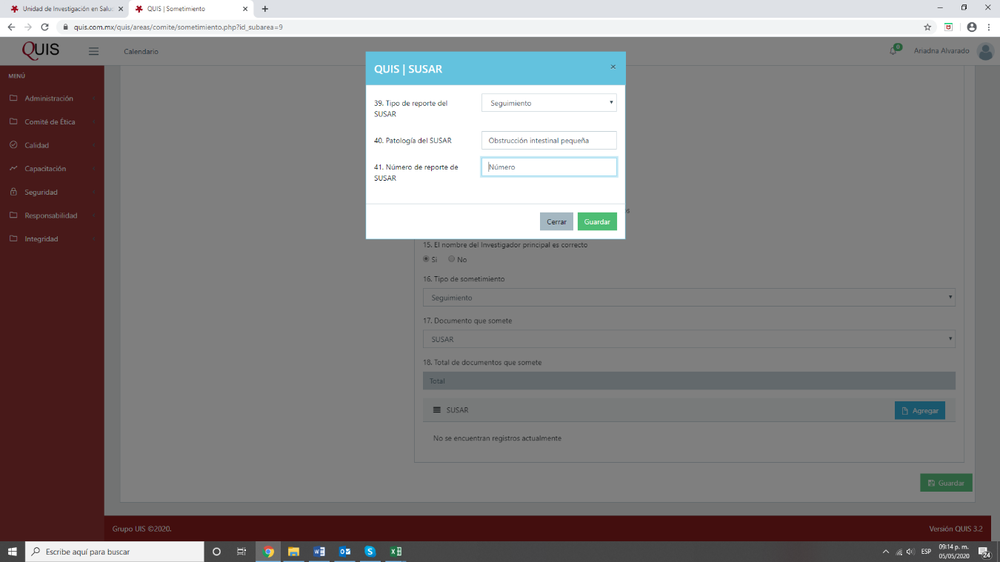 Unidad de Investigación en Salud
QUIS | Sometimiento
quis.com.mx/quis/areas/comite/sometimiento.php?id_subarea=9
QUIS
Calendario
0
Ariadna Alvarado
MENÚ
Administración
Comité de Ética
Calidad
Capacitación
Seguridad
Responsabilidad
Integridad
QUIS | SUSAR
×
39. Tipo de reporte del
SUSAR
Seguimiento
40. Patología del SUSAR
Obstrucción intestinal pequeña
41. Número de reporte de
SUSAR
Número
Cerrar
Guardar
os
15. El nombre del Investigador principal es correcto
Si
No
16. Tipo de sometimiento
Seguimiento
17. Documento que somete
SUSAR
18. Total de documentos que somete
Total
SUSAR
Agregar
No se encuentran registros actualmente
Guardar
Grupo UIS ©2020.
Versión QUIS 3.2
Escribe aquí para buscar
ESP
09:14 p. m.
05/05/2020
24